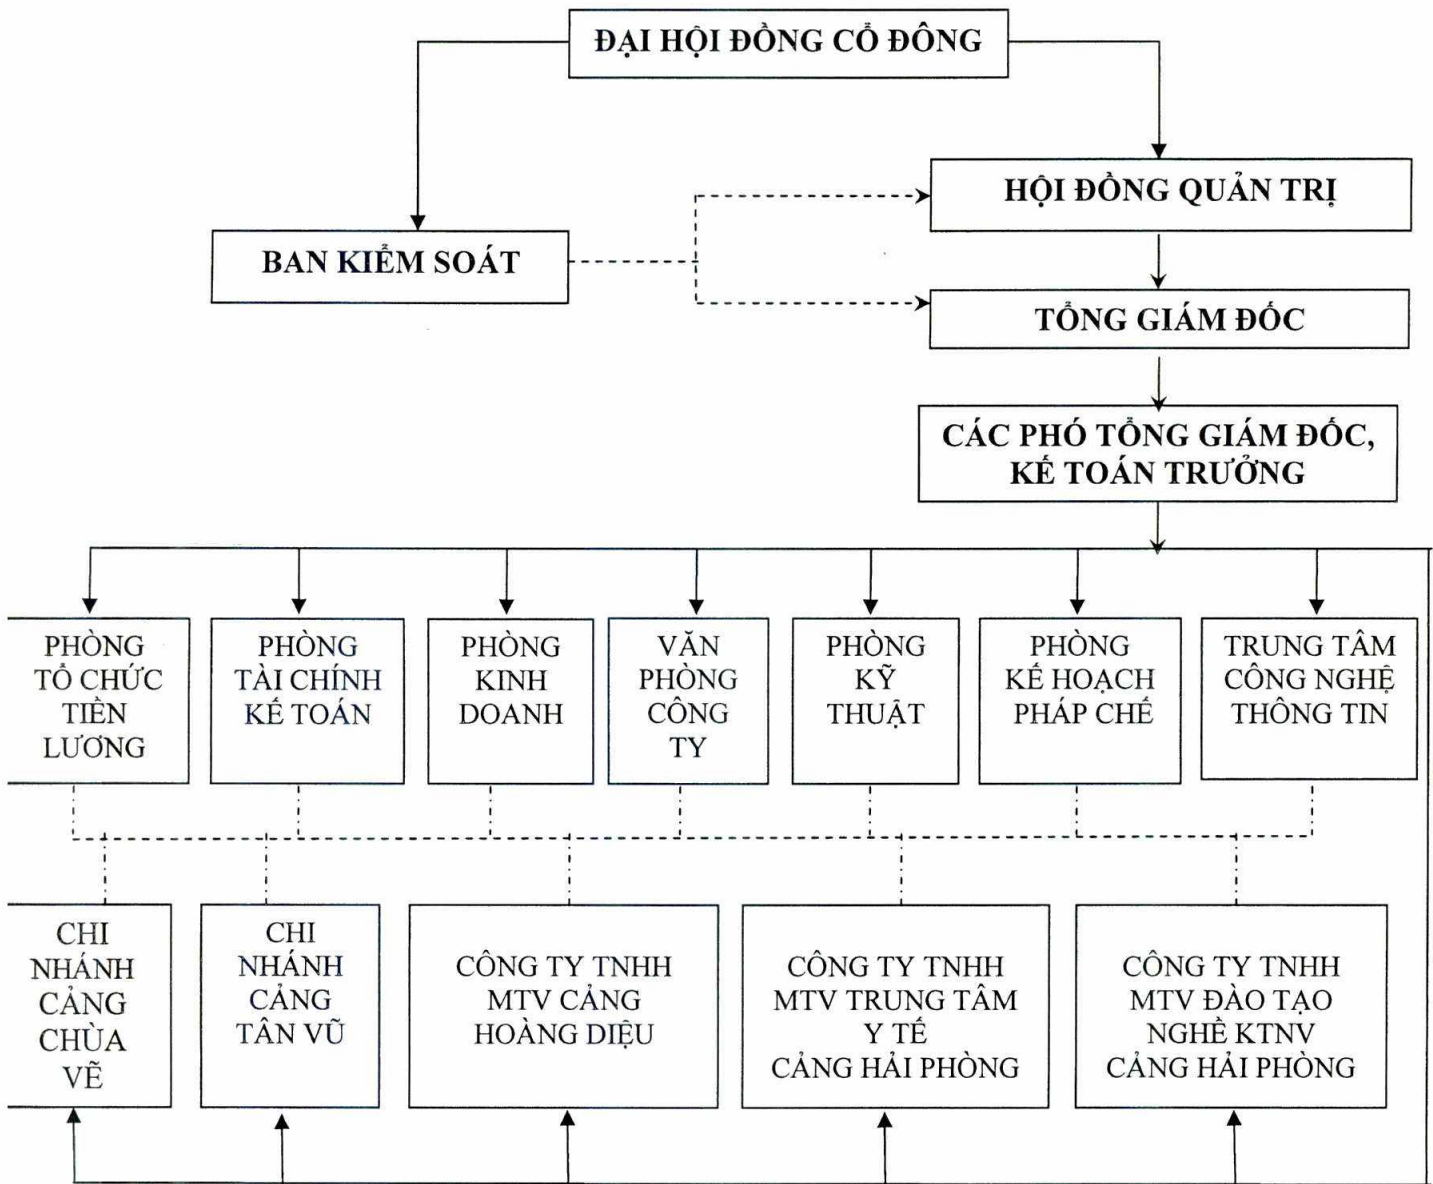 ĐẠI HỘI ĐỒNG CỔ ĐÔNG
HỘI ĐỒNG QUẢN TRỊ
BAN KIỂM SOÁT
TỔNG GIÁM ĐỐC
CÁC PHÓ TỔNG GIÁM ĐỐC,
KẾ TOÁN TRƯỞNG
PHÒNG
TỔ CHỨC
TIỀN
LƯƠNG
PHÒNG
TÀI CHÍNH
KẾ TOÁN
PHÒNG
KINH
DOANH
VĂN
PHÒNG
CÔNG
TY
PHÒNG
KỸ
THUẬT
PHÒNG
KẾ HOẠCH
PHÁP CHẾ
TRUNG TÂM
CÔNG NGHỆ
THÔNG TIN
CHI
NHÁNH
CẢNG
CHÙA
VẼ
CHI
NHÁNH
CẢNG
TÂN VŨ
CÔNG TY TNHH
MTV CẢNG
HOÀNG DIỆU
CÔNG TY TNHH
MTV TRUNG TÂM
Y TẾ
CẢNG HẢI PHÒNG
CÔNG TY TNHH
MTV ĐÀO TẠO
NGHỀ KTNV
CẢNG HẢI PHÒNG